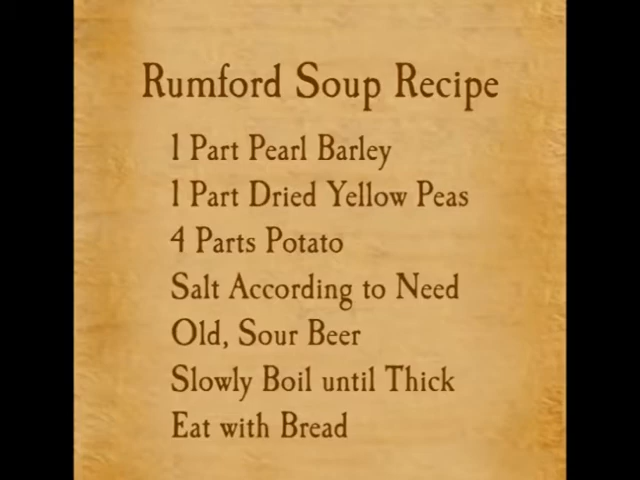 Rumford Soup Recipe
1 Part Pearl Barley
1 Part Dried Yellow Peas
4 Parts Potato
Salt According to Need
Old, Sour Beer
Slowly Boil until Thick
Eat with Bread